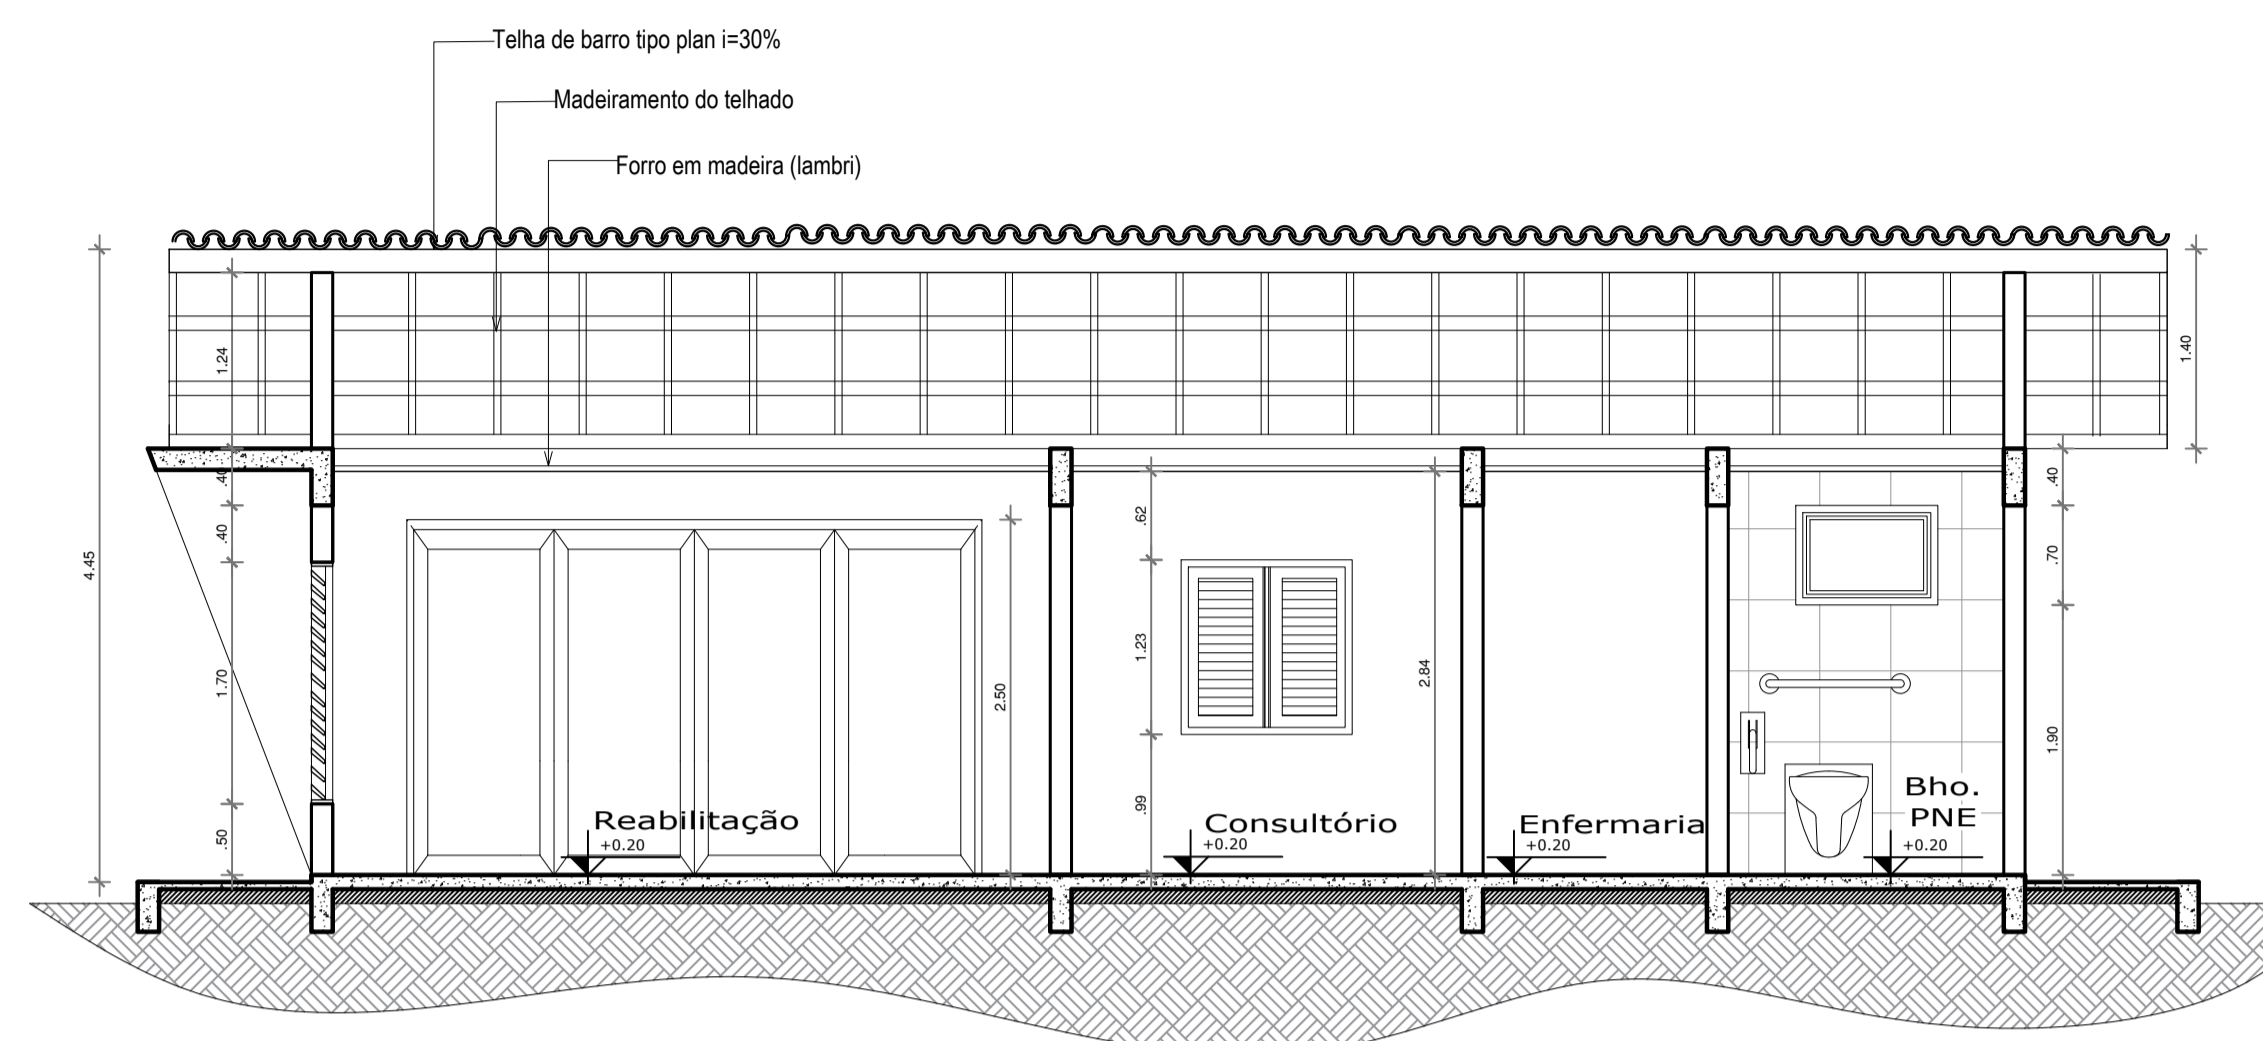 Telha de barro tipo plan i=30%
Madeiramento do telhado
Forro em madeira (lambri)
4.45
1.24
.40
.40
1.70
.50
2.50
.62
1.23
.99
2.84
1.40
.40
.70
1.90
Reabilitação
+0.20
Consultório
+0.20
Enfermaria
+0.20
Bho.
PNE
+0.20